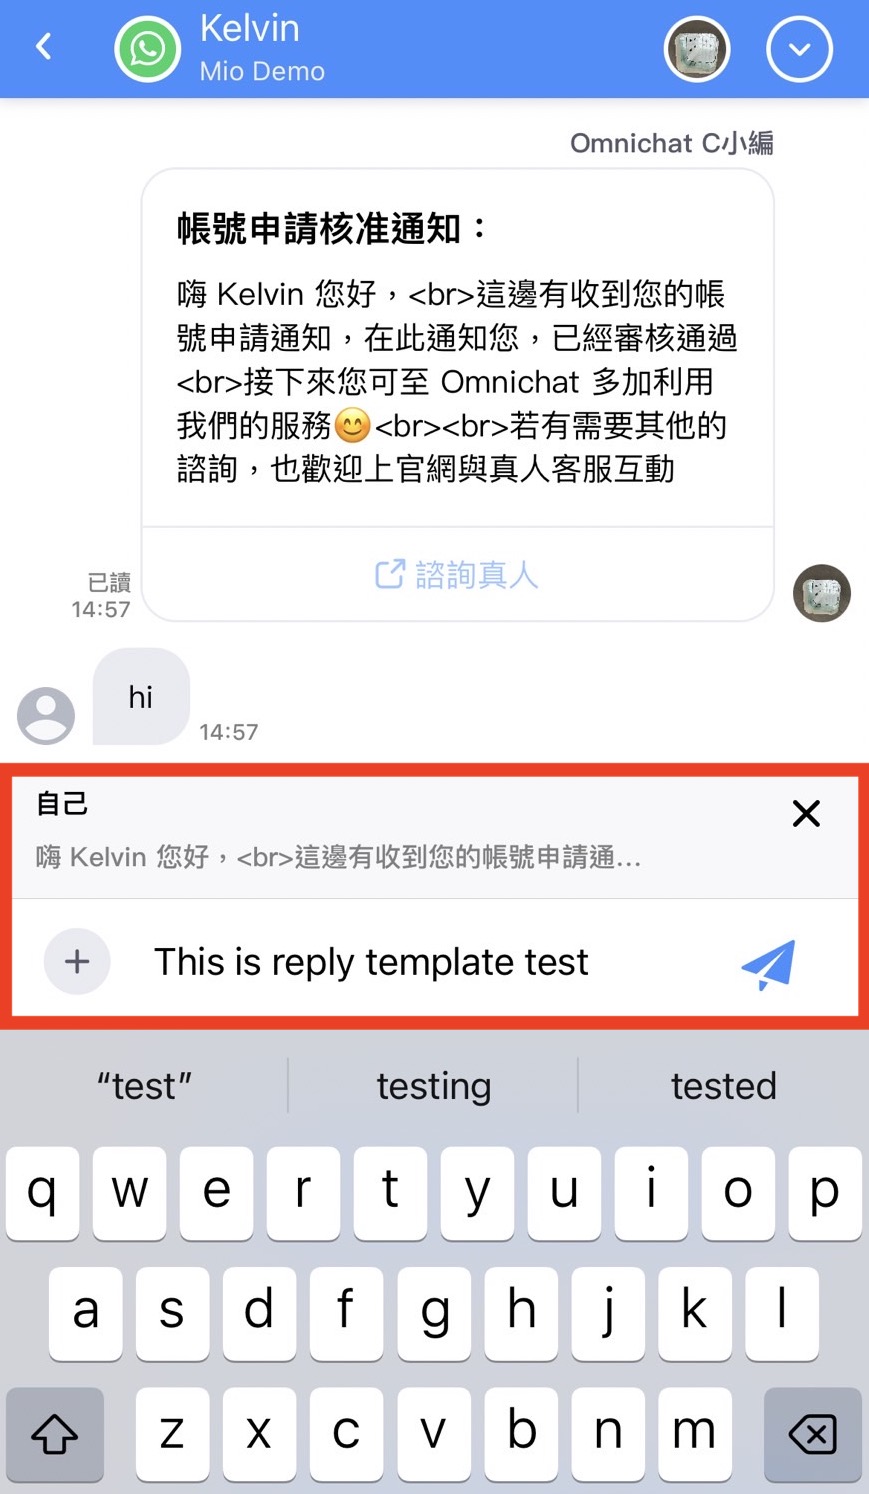 Kelvin
Mio Demo
Omnichat C小編
帳號申請核准通知：
嗨 Kelvin 您好，<br>這邊有收到您的帳
號申請通知，在此通知您，已經審核通過
<br>接下來您可至 Omnichat 多加利用
我們的服務😊<br><br>若有需要其他的
諮詢，也歡迎上官網與真人客服互動
諮詢真人
已讀
14:57
hi
14:57
自己
嗨 Kelvin 您好，<br>這邊有收到您的帳號申請通...
This is reply template test
“test”
testing
tested
q w e r t y u i o p
a s d f g h j k l
z x c v b n m